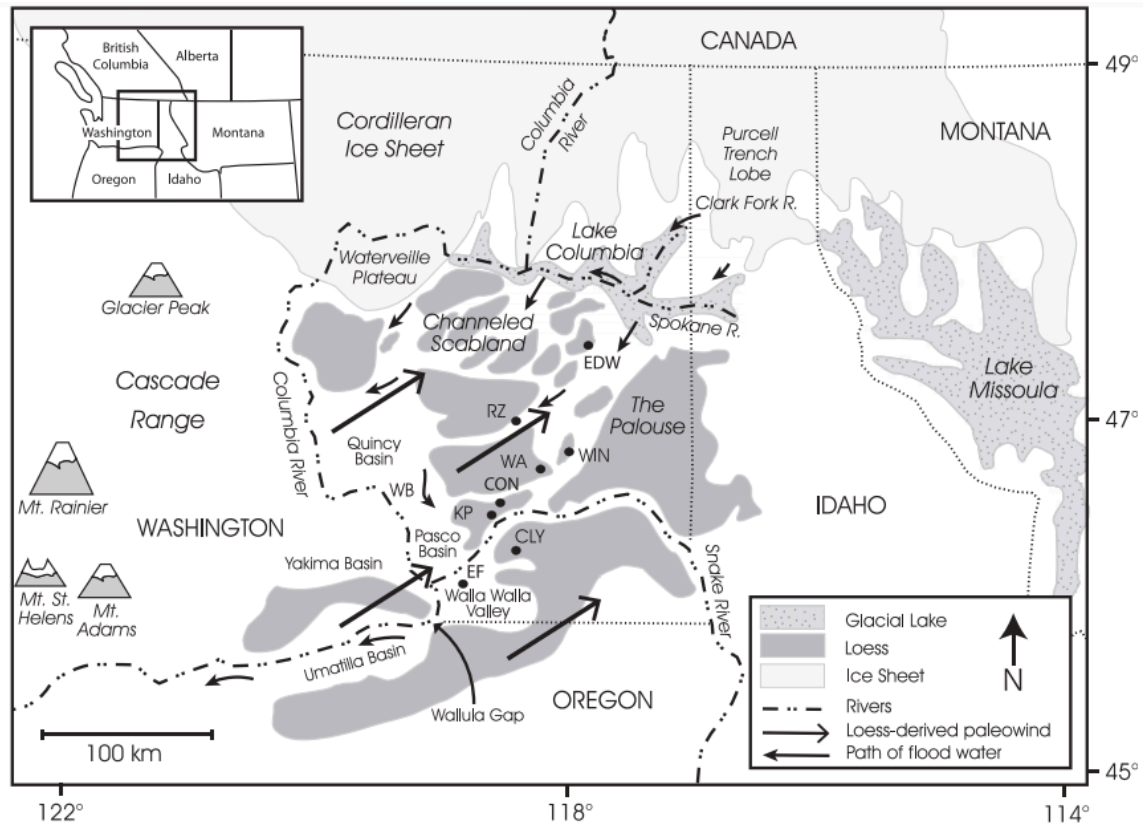 CANADA
49°
British
Columbia
Alberta
Washington
Montana
Oregon
Idaho
Cordilleran
Ice Sheet
Columbia
River
Purcell
Trench
Lobe
MONTANA
Clark Fork R.
Lake
Columbia
Waterveille
Plateau
Glacier Peak
Channeled
Scabland
Spokane R.
EDW
Lake
Missoula
Cascade
Range
Columbia River
RZ
The
Palouse
47°
Quincy
Basin
WA
WIN
Mt. Rainier
WB
CON
KP
IDAHO
WASHINGTON
Pasco
Basin
CLY
Yakima Basin
EF
Walla Walla
Valley
Snake River
Mt. St.
Helens
Mt.
Adams
Umatilla Basin
Wallula Gap
OREGON
100 km
Glacial Lake
Loess
Ice Sheet
Rivers
Loess-derived paleowind
Path of flood water
N
45°
122°
118°
114°